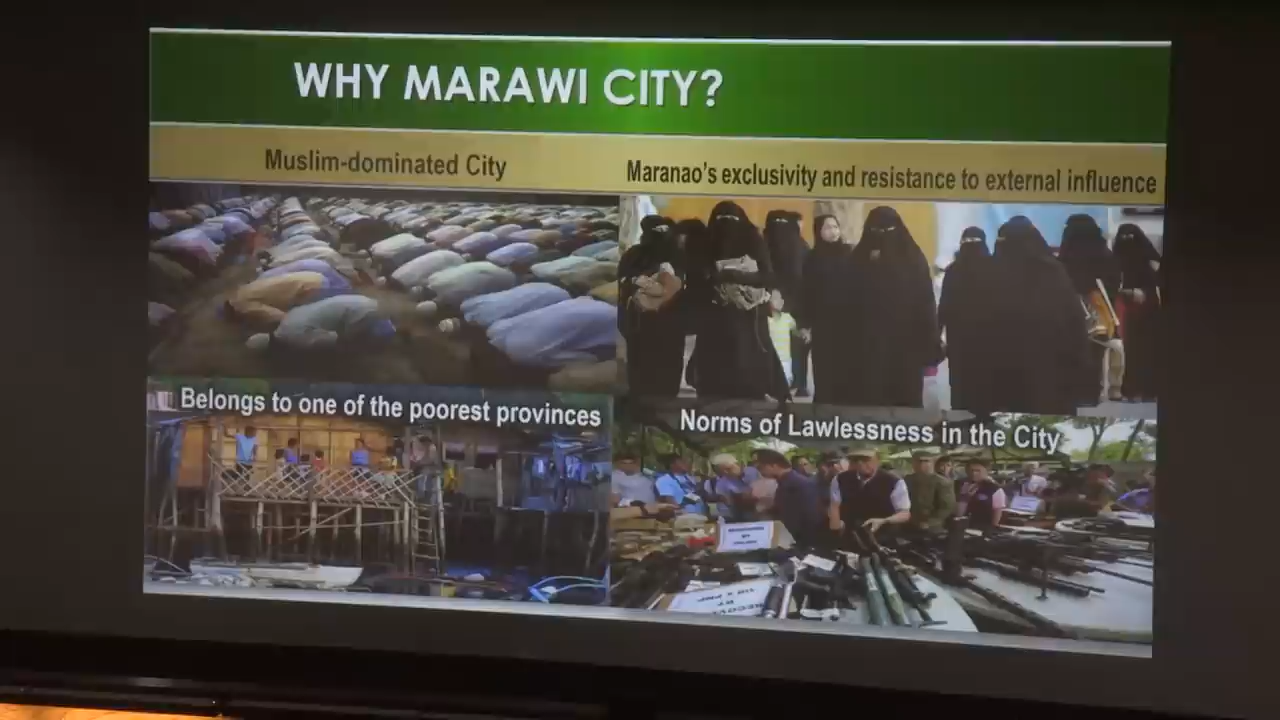 WHY MARAWI CITY?
Muslim-dominated City
Maranao's exclusivity and resistance to external influence
Belongs to one of the poorest provinces
Norms of Lawlessness in the City